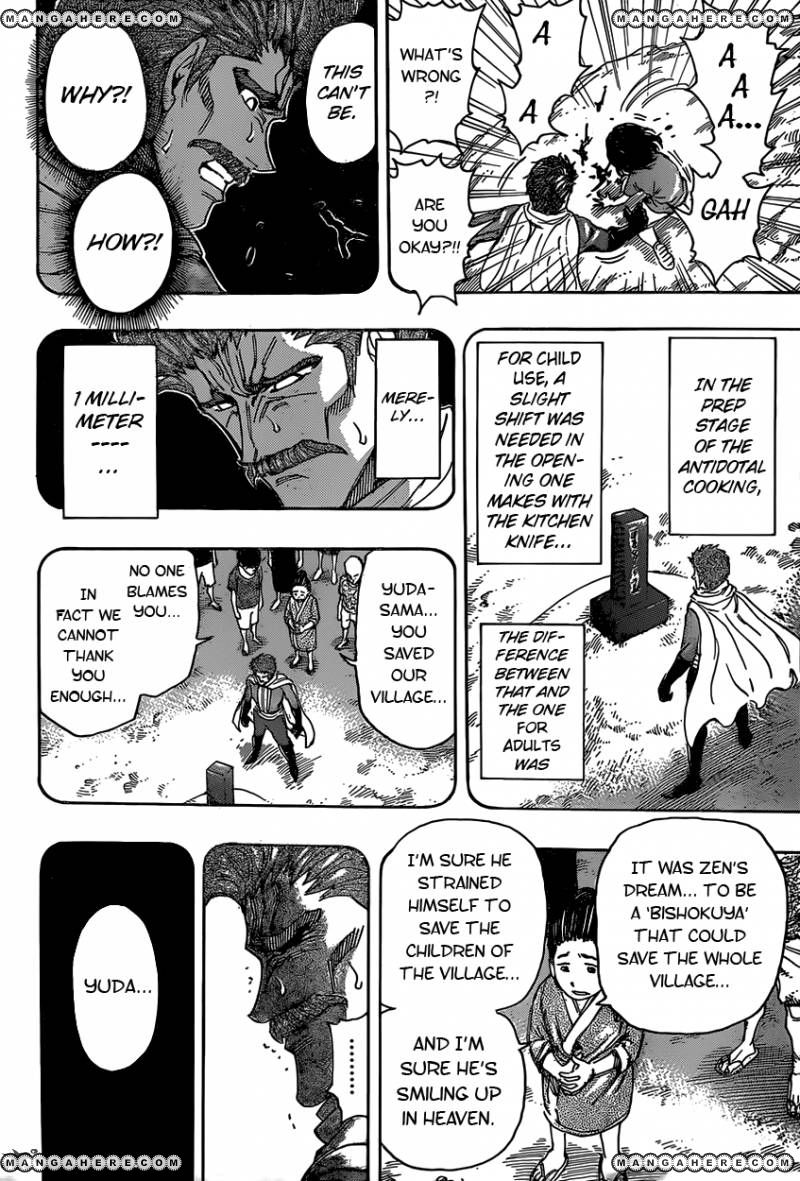 MANGAHERE.COM
MANGAHERE.COM
A
A
A
A
A...
GAH
WHAT'S
WRONG
?!
ARE
YOU
OKAY?!!
THIS
CAN'T
BE.
WHY?!
HOW?!
IN THE
PREP
STAGE
OF THE
ANTIDOTAL
COOKING,
FOR CHILD
USE, A
SLIGHT
SHIFT WAS
NEEDED IN
THE OPEN-
ING ONE
MAKES WITH
THE KITCHEN
KNIFE...
THE DIF-
FERENCE
BETWEEN
THAT AND
THE ONE
FOR
ADULTS
WAS
MERE-
LY...
1 MILLI-
METER
----
...
YUDA-
SAMA...
YOU
SAVED
OUR
VILLAGE...
NO ONE
BLAMES
YOU...
IN
FACT WE
CANNOT
THANK
YOU
ENOUGH...
IT WAS ZEN'S
DREAM... TO BE
A 'BISHOKUYA'
THAT COULD
SAVE THE WHOLE
VILLAGE...
I'M SURE HE
STRAINED
HIMSELF TO
SAVE THE
CHILDREN OF
THE VILLAGE...
AND I'M
SURE HE'S
SMILING UP
IN HEAVEN.
.........
YUDA...
MANGAHERE.COM
MANGAHERE.COM